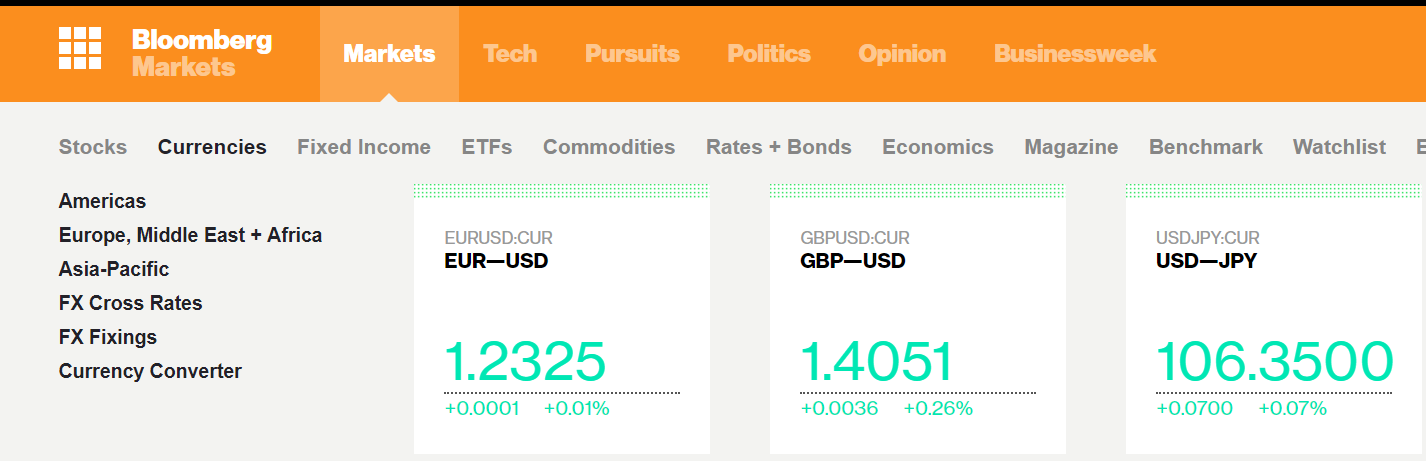 Bloomberg
Markets
Markets Tech Pursuits Politics Opinion Businessweek
Stocks Currencies Fixed Income ETFs Commodities Rates + Bonds Economics Magazine Benchmark Watchlist
Americas
Europe, Middle East + Africa
Asia-Pacific
FX Cross Rates
FX Fixings
Currency Converter
EURUSD:CUR
EUR—USD
1.2325
+0.0001 +0.01%
GBPUSD:CUR
GBP—USD
1.4051
+0.0036 +0.26%
USDJPY:CUR
USD—JPY
106.3500
+0.0700 +0.07%